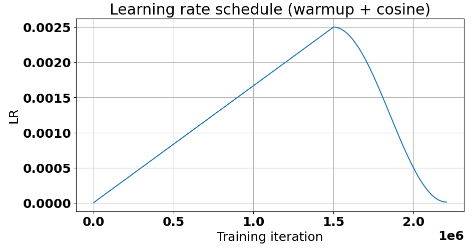 Learning rate schedule (warmup + cosine)
0.0025
0.0020
0.0015
0.0010
0.0005
0.0000
LR
0.0 0.5 1.0 1.5 2.0
1e6
Training iteration